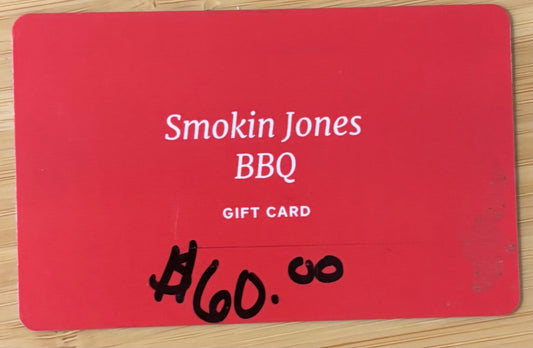 Smokin Jones
BBQ
GIFT CARD
$60.00